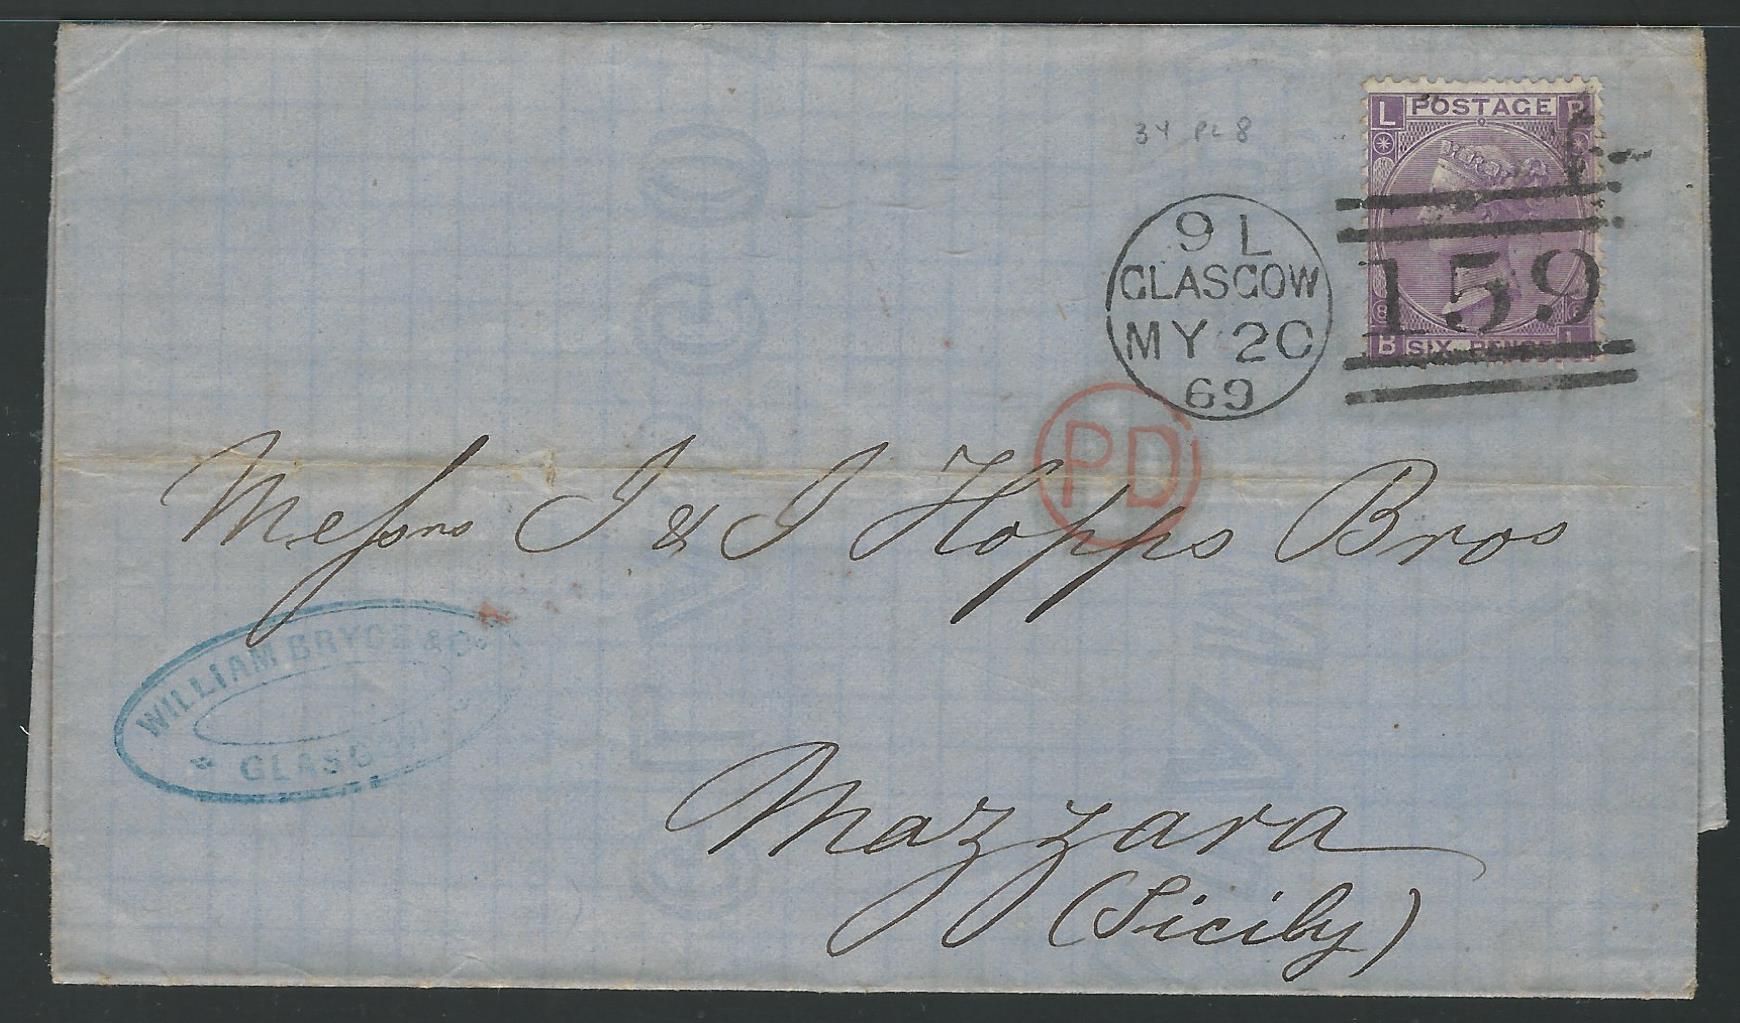 L POSTAGE B
34 PL 8
9 L
GLASGOW
MY 20
69
159
B SIX PENCE L
PD
Messrs I & I Hopps Bros
WILLIAM BRYCE & Co
GLASGOW
Mazzara
(Sicily)